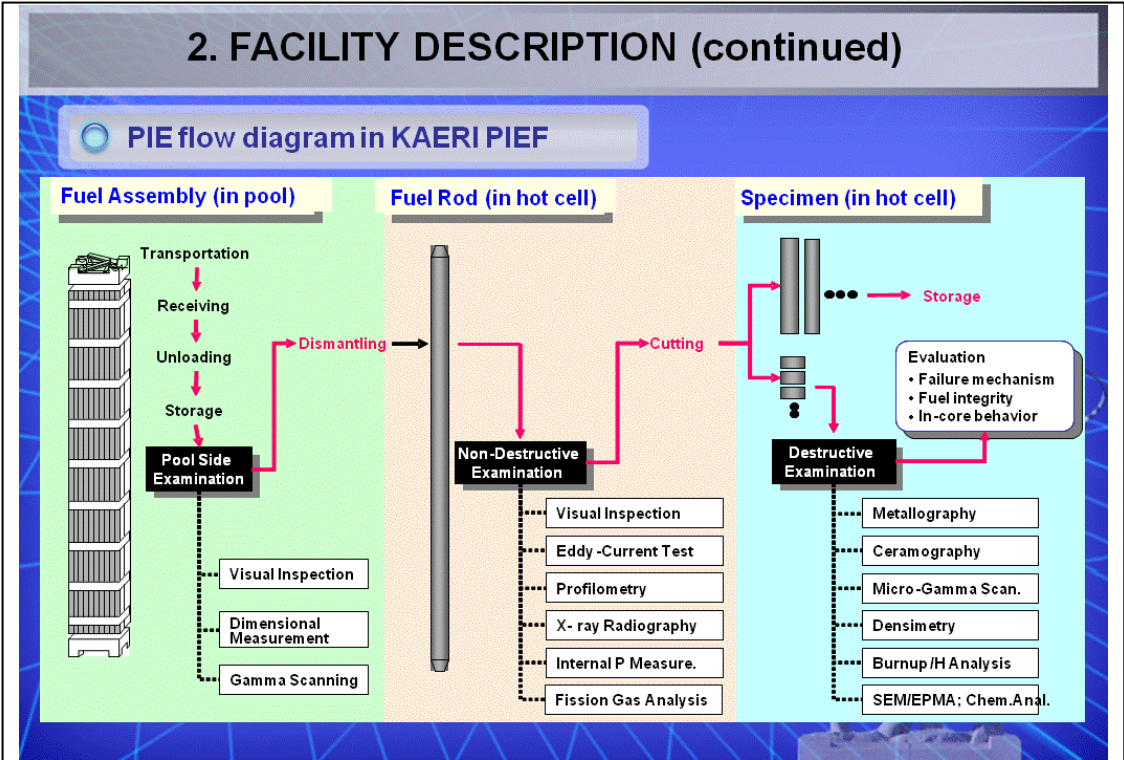 2. FACILITY DESCRIPTION (continued)
PIE flow diagram in KAERI PIEF
Fuel Assembly (in pool)
Transportation
Receiving
Unloading
Storage
Pool Side
Examination
Visual Inspection
Dimensional
Measurement
Gamma Scanning
Fuel Rod (in hot cell)
Dismantling
Non-Destructive
Examination
Visual Inspection
Eddy -Current Test
Profilometry
X- ray Radiography
Internal P Measure.
Fission Gas Analysis
Specimen (in hot cell)
Cutting
Storage
Evaluation
• Failure mechanism
• Fuel integrity
• In-core behavior
Destructive
Examination
Metallography
Ceramography
Micro-Gamma Scan.
Densimetry
Burnup /H Analysis
SEM/EPMA; Chem.Anal.